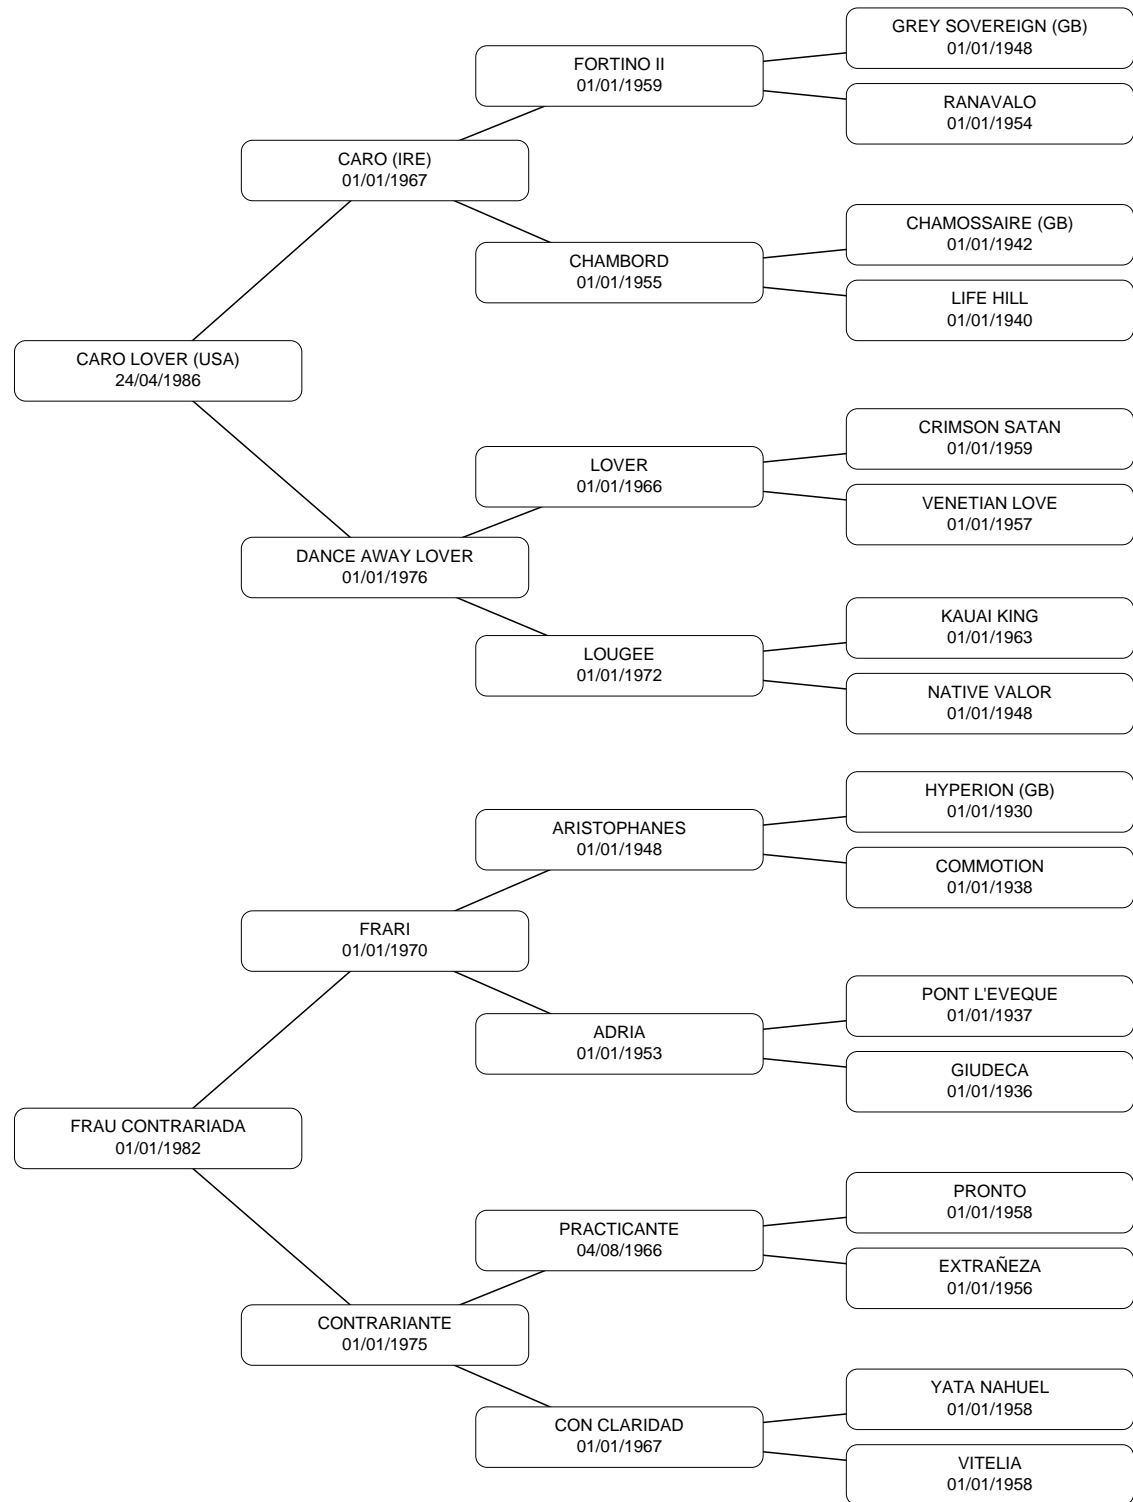 GREY SOVEREIGN (GB)
01/01/1948
FORTINO II
01/01/1959
RANAVALO
01/01/1954
CARO (IRE)
01/01/1967
CHAMOSSAIRE (GB)
01/01/1942
CHAMBORD
01/01/1955
LIFE HILL
01/01/1940
CARO LOVER (USA)
24/04/1986
CRIMSON SATAN
01/01/1959
LOVER
01/01/1966
VENETIAN LOVE
01/01/1957
DANCE AWAY LOVER
01/01/1976
KAUAI KING
01/01/1963
LOUGEE
01/01/1972
NATIVE VALOR
01/01/1948
HYPERION (GB)
01/01/1930
ARISTOPHANES
01/01/1948
COMMOTION
01/01/1938
FRARI
01/01/1970
PONT L'EVEQUE
01/01/1937
ADRIA
01/01/1953
GIUDECA
01/01/1936
FRAU CONTRARIADA
01/01/1982
PRONTO
01/01/1958
PRACTICANTE
04/08/1966
EXTRAÑEZA
01/01/1956
CONTRARIANTE
01/01/1975
YATA NAHUEL
01/01/1958
CON CLARIDAD
01/01/1967
VITELIA
01/01/1958